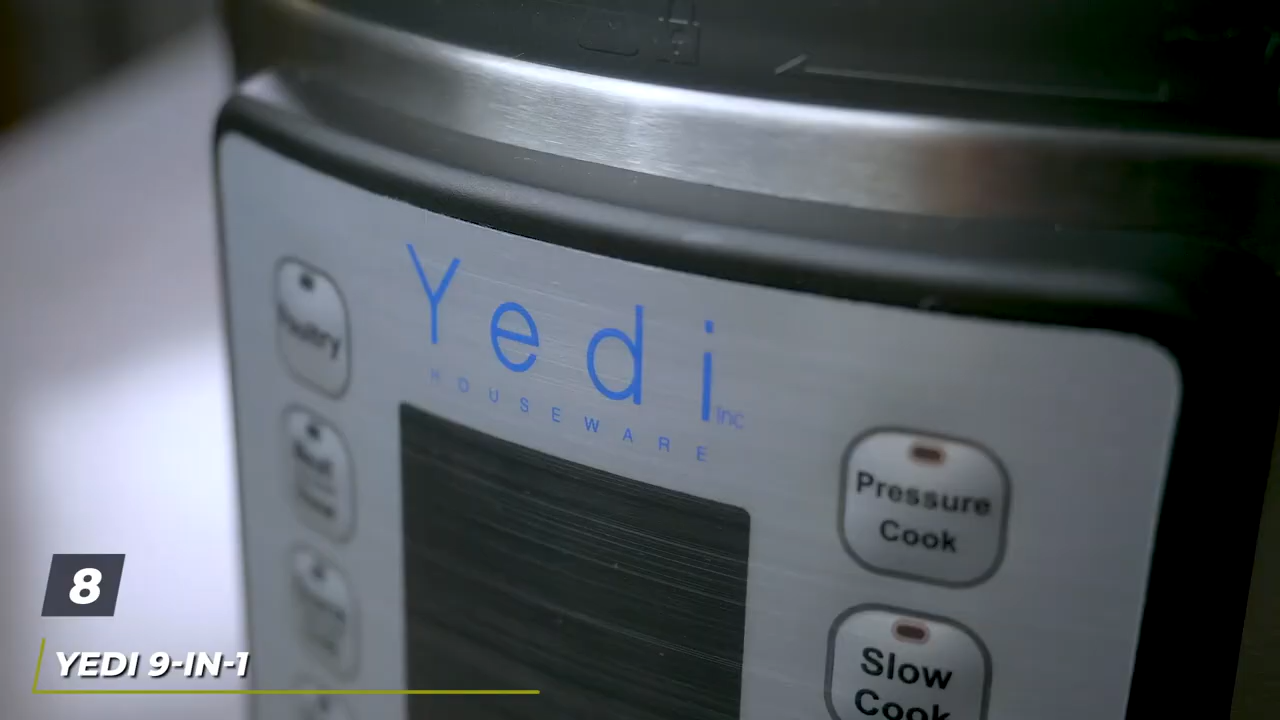 Yedi
Inc
HOUSEWARE
Poultry
Pressure
Cook
Slow
Cook
8
YEDI 9-IN-1